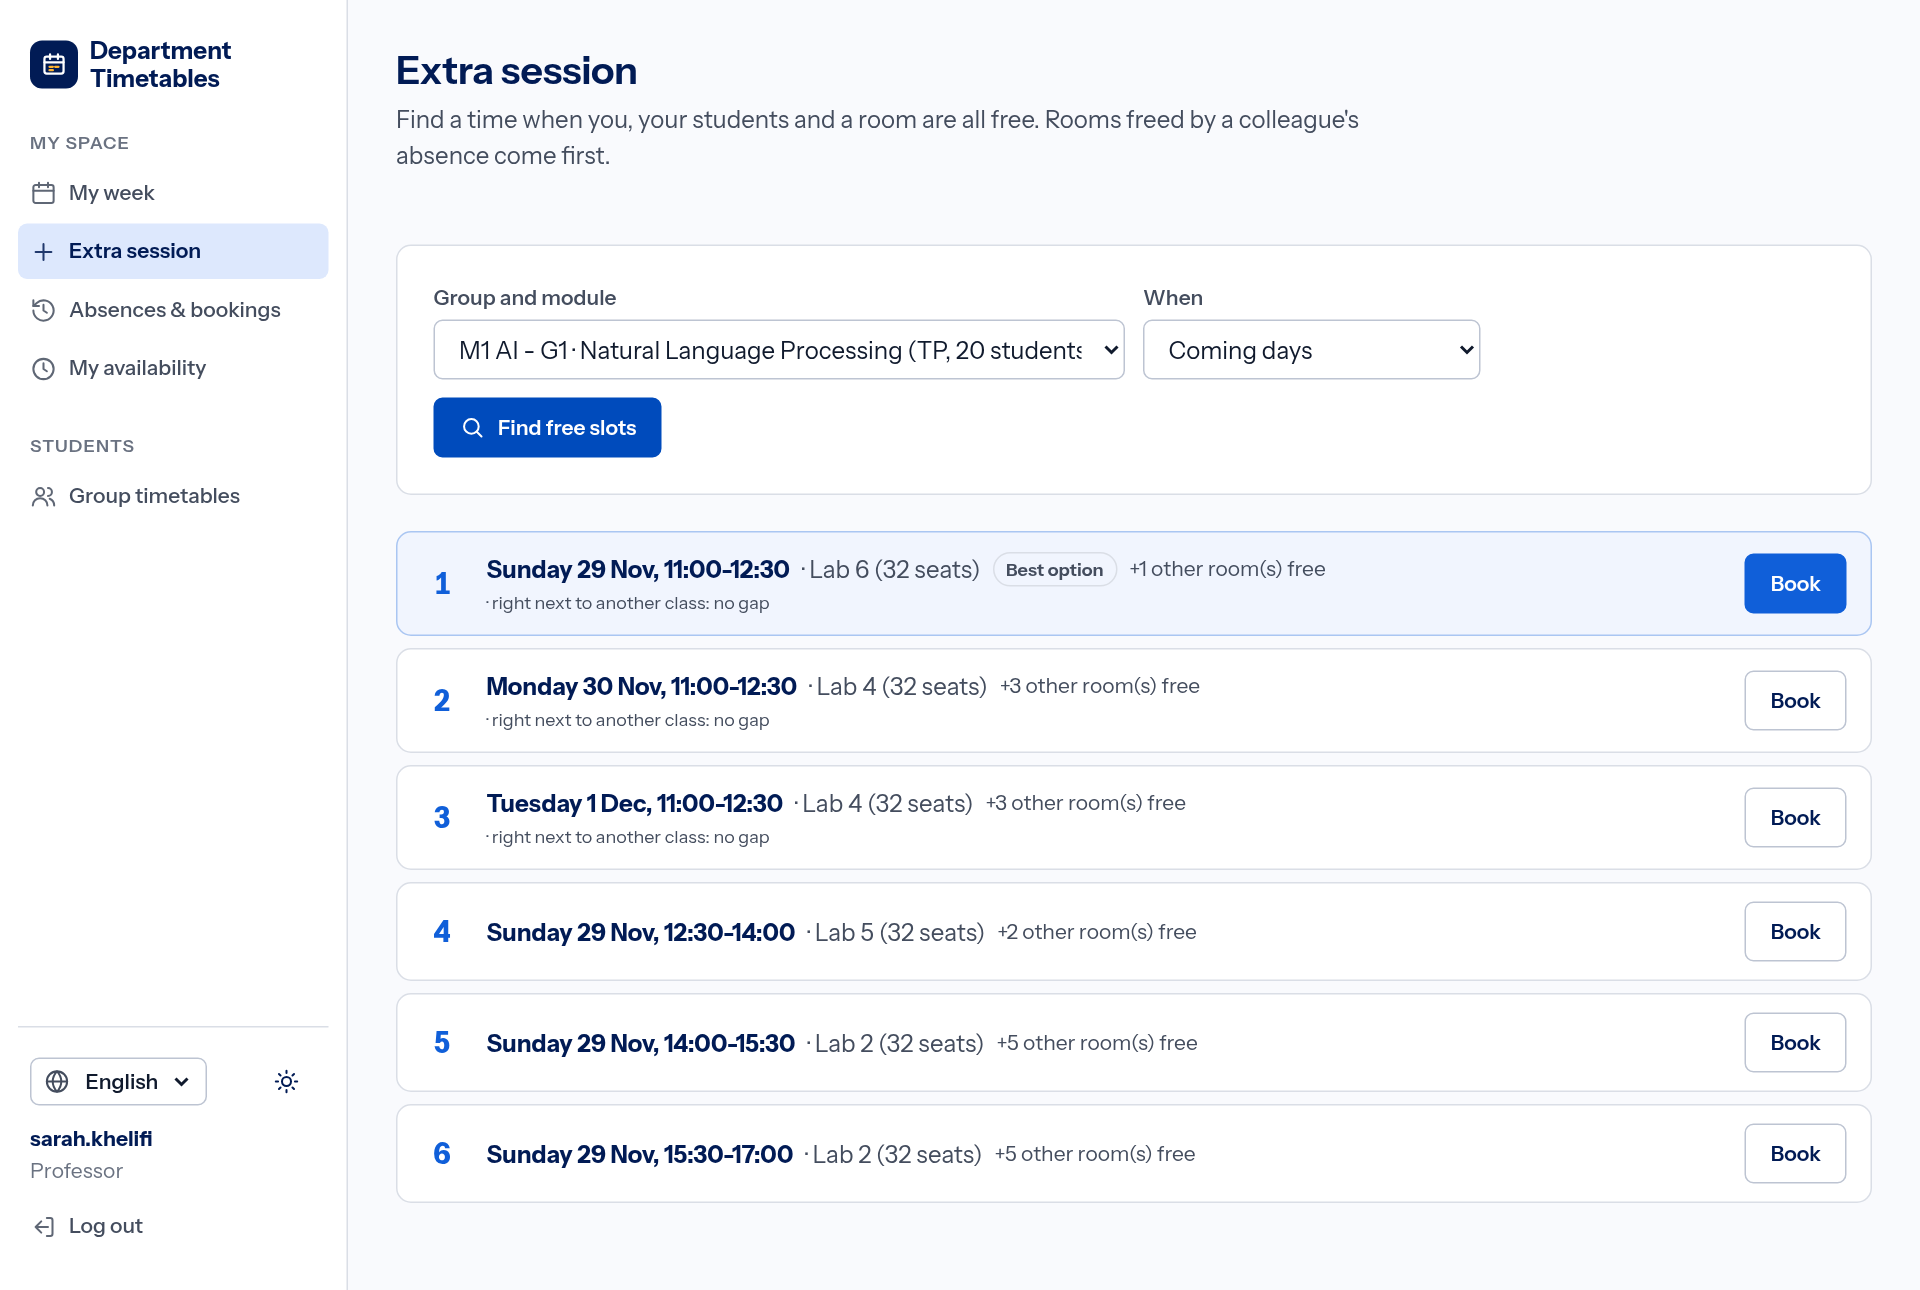 Department
Timetables
MY SPACE
My week
Extra session
Absences & bookings
My availability
STUDENTS
Group timetables
English
sarah.khelifi
Professor
Log out
Extra session
Find a time when you, your students and a room are all free. Rooms freed by a colleague's
absence come first.
Group and module
When
M1 AI - G1 · Natural Language Processing (TP, 20 students
Coming days
Find free slots
1
Sunday 29 Nov, 11:00-12:30 · Lab 6 (32 seats) Best option +1 other room(s) free
· right next to another class: no gap
Book
2
Monday 30 Nov, 11:00-12:30 · Lab 4 (32 seats) +3 other room(s) free
· right next to another class: no gap
Book
3
Tuesday 1 Dec, 11:00-12:30 · Lab 4 (32 seats) +3 other room(s) free
· right next to another class: no gap
Book
4
Sunday 29 Nov, 12:30-14:00 · Lab 5 (32 seats) +2 other room(s) free
Book
5
Sunday 29 Nov, 14:00-15:30 · Lab 2 (32 seats) +5 other room(s) free
Book
6
Sunday 29 Nov, 15:30-17:00 · Lab 2 (32 seats) +5 other room(s) free
Book